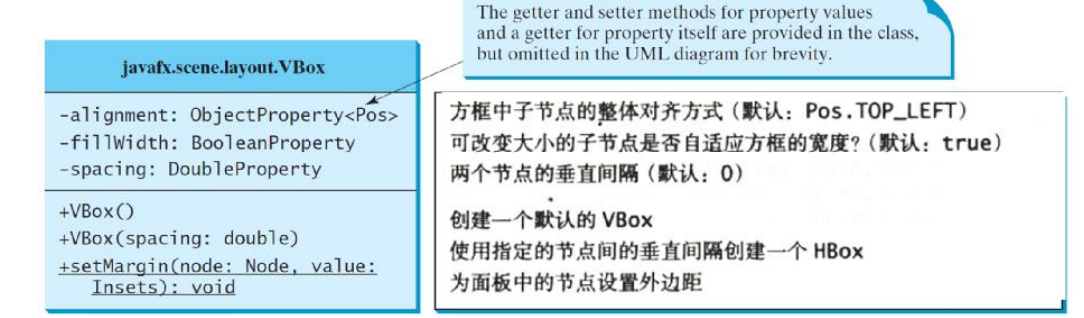 The getter and setter methods for property values
and a getter for property itself are provided in the class,
but omitted in the UML diagram for brevity.
javafx.scene.layout.VBox
-alignment: ObjectProperty<Pos>
-fillWidth: BooleanProperty
-spacing: DoubleProperty
+VBox()
+VBox(spacing: double)
+setMargin(node: Node, value:
Insets): void
方框中子节点的整体对齐方式（默认：Pos.TOP_LEFT）
可改变大小的子节点是否自适应方框的宽度?（默认：true）
两个节点的垂直间隔（默认：0）
创建一个默认的 VBox
使用指定的节点间的垂直间隔创建一个 HBox
为面板中的节点设置外边距